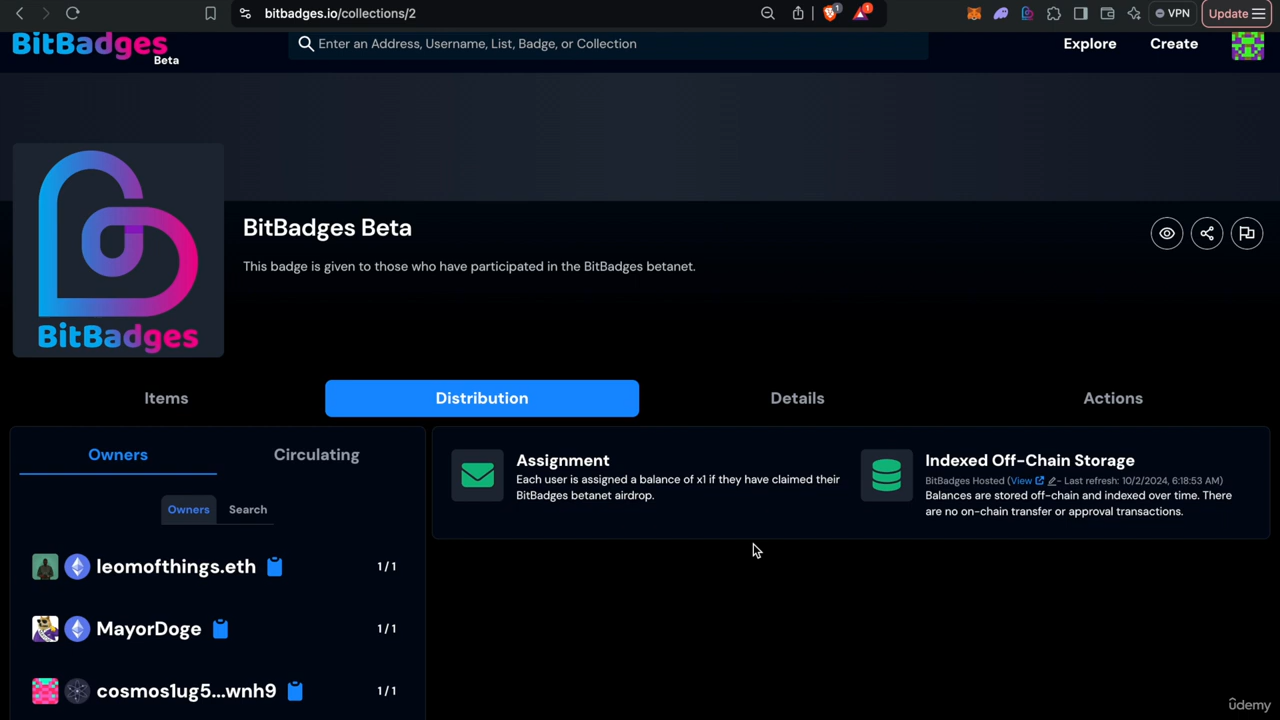 bitbadges.io/collections/2
1
1
VPN
Update
BitBadges
Beta
Enter an Address, Username, List, Badge, or Collection
Explore
Create
BitBadges
BitBadges Beta
This badge is given to those who have participated in the BitBadges betanet.
Items
Distribution
Details
Actions
Owners
Circulating
Owners
Search
leomofthings.eth
1/1
MayorDoge
1/1
cosmos1ug5...wnh9
1/1
Assignment
Each user is assigned a balance of x1 if they have claimed their
BitBadges betanet airdrop.
Indexed Off-Chain Storage
BitBadges Hosted (View - Last refresh: 10/2/2024, 6:18:53 AM)
Balances are stored off-chain and indexed over time. There
are no on-chain transfer or approval transactions.
ûdemy